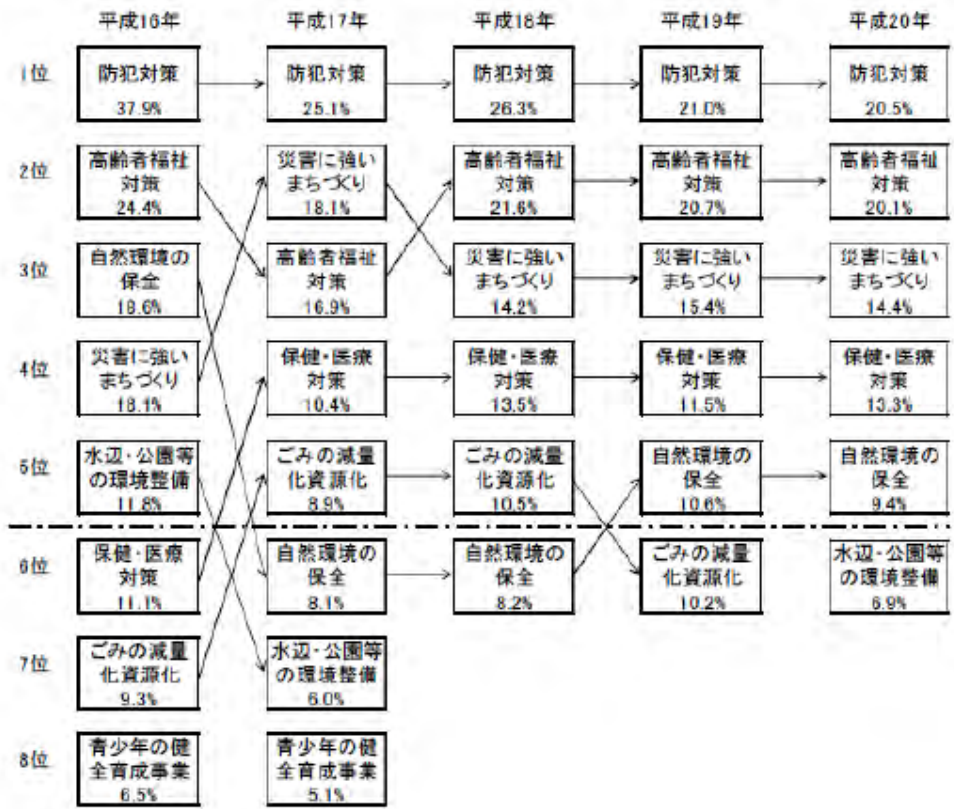 平成16年 平成17年 平成18年 平成19年 平成20年
1位
防犯対策 防犯対策 防犯対策 防犯対策 防犯対策
37.9% 25.1% 26.3% 21.0% 20.5%
2位
高齢者福祉 災害に強い 高齢者福祉 高齢者福祉 高齢者福祉
対策 まちづくり 対策 対策 対策
24.4% 18.1% 21.6% 20.7% 20.1%
3位
自然環境の 高齢者福祉 災害に強い 災害に強い 災害に強い
保全 対策 まちづくり まちづくり まちづくり
18.6% 16.9% 14.2% 15.4% 14.4%
4位
災害に強い 保健・医療 保健・医療 保健・医療 保健・医療
まちづくり 対策 対策 対策 対策
18.1% 10.4% 13.5% 11.5% 13.3%
5位
水辺・公園等 ごみの減量 ごみの減量 自然環境の 自然環境の
の環境整備 化資源化 化資源化 保全 保全
11.8% 8.9% 10.5% 10.6% 9.4%
6位
保健・医療 自然環境の 自然環境の ごみの減量 水辺・公園等
対策 保全 保全 化資源化 の環境整備
11.1% 8.1% 8.2% 10.2% 6.9%
7位
ごみの減量 水辺・公園等
化資源化 の環境整備
9.3% 6.0%
8位
青少年の健 青少年の健
全育成事業 全育成事業
6.5% 5.1%